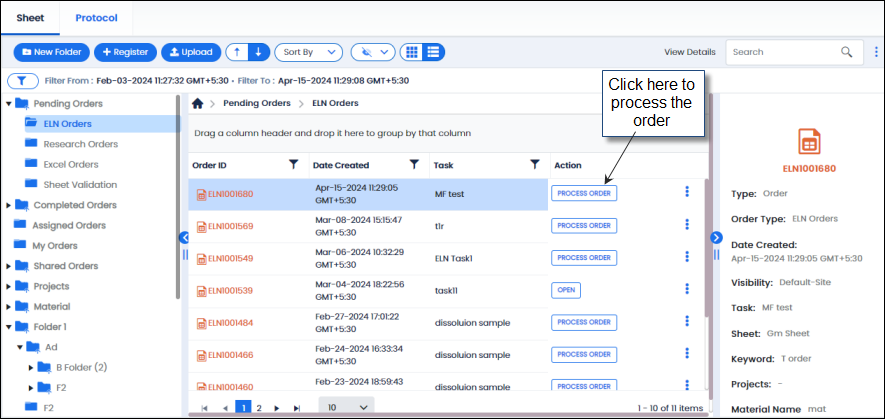 Sheet Protocol
New Folder Register Upload Sort By View Details Search
Filter From : Feb-03-2024 11:27:32 GMT+5:30 • Filter To : Apr-15-2024 11:29:08 GMT+5:30
Click here to
process the
order
Pending Orders
ELN Orders
Research Orders
Excel Orders
Sheet Validation
Completed Orders
Assigned Orders
My Orders
Shared Orders
Projects
Material
Folder 1
Ad
B Folder (2)
F2
F2
Pending Orders ELN Orders
Drag a column header and drop it here to group by that column
Order ID Date Created Task Action
ELN1001680 Apr-15-2024 11:29:05 GMT+5:30 MF test PROCESS ORDER
ELN1001569 Mar-08-2024 15:15:47 GMT+5:30 t1r PROCESS ORDER
ELN1001549 Mar-06-2024 10:32:29 GMT+5:30 ELN Task1 PROCESS ORDER
ELN1001539 Mar-04-2024 18:22:56 GMT+5:30 task11 OPEN
ELN1001484 Feb-27-2024 17:01:22 GMT+5:30 dissoluion sample PROCESS ORDER
ELN1001466 Feb-24-2024 16:33:34 GMT+5:30 dissoluion sample PROCESS ORDER
ELN1001460 Feb-23-2024 18:59:43 dissoluion sample PROCESS ORDER
1 2 10 1 - 10 of 11 items
ELN1001680
Type: Order
Order Type: ELN Orders
Date Created:
Apr-15-2024 11:29:05 GMT+5:30
Visibility: Default-Site
Task: MF test
Sheet: Gm Sheet
Keyword: T order
Projects: -
Material Name mat